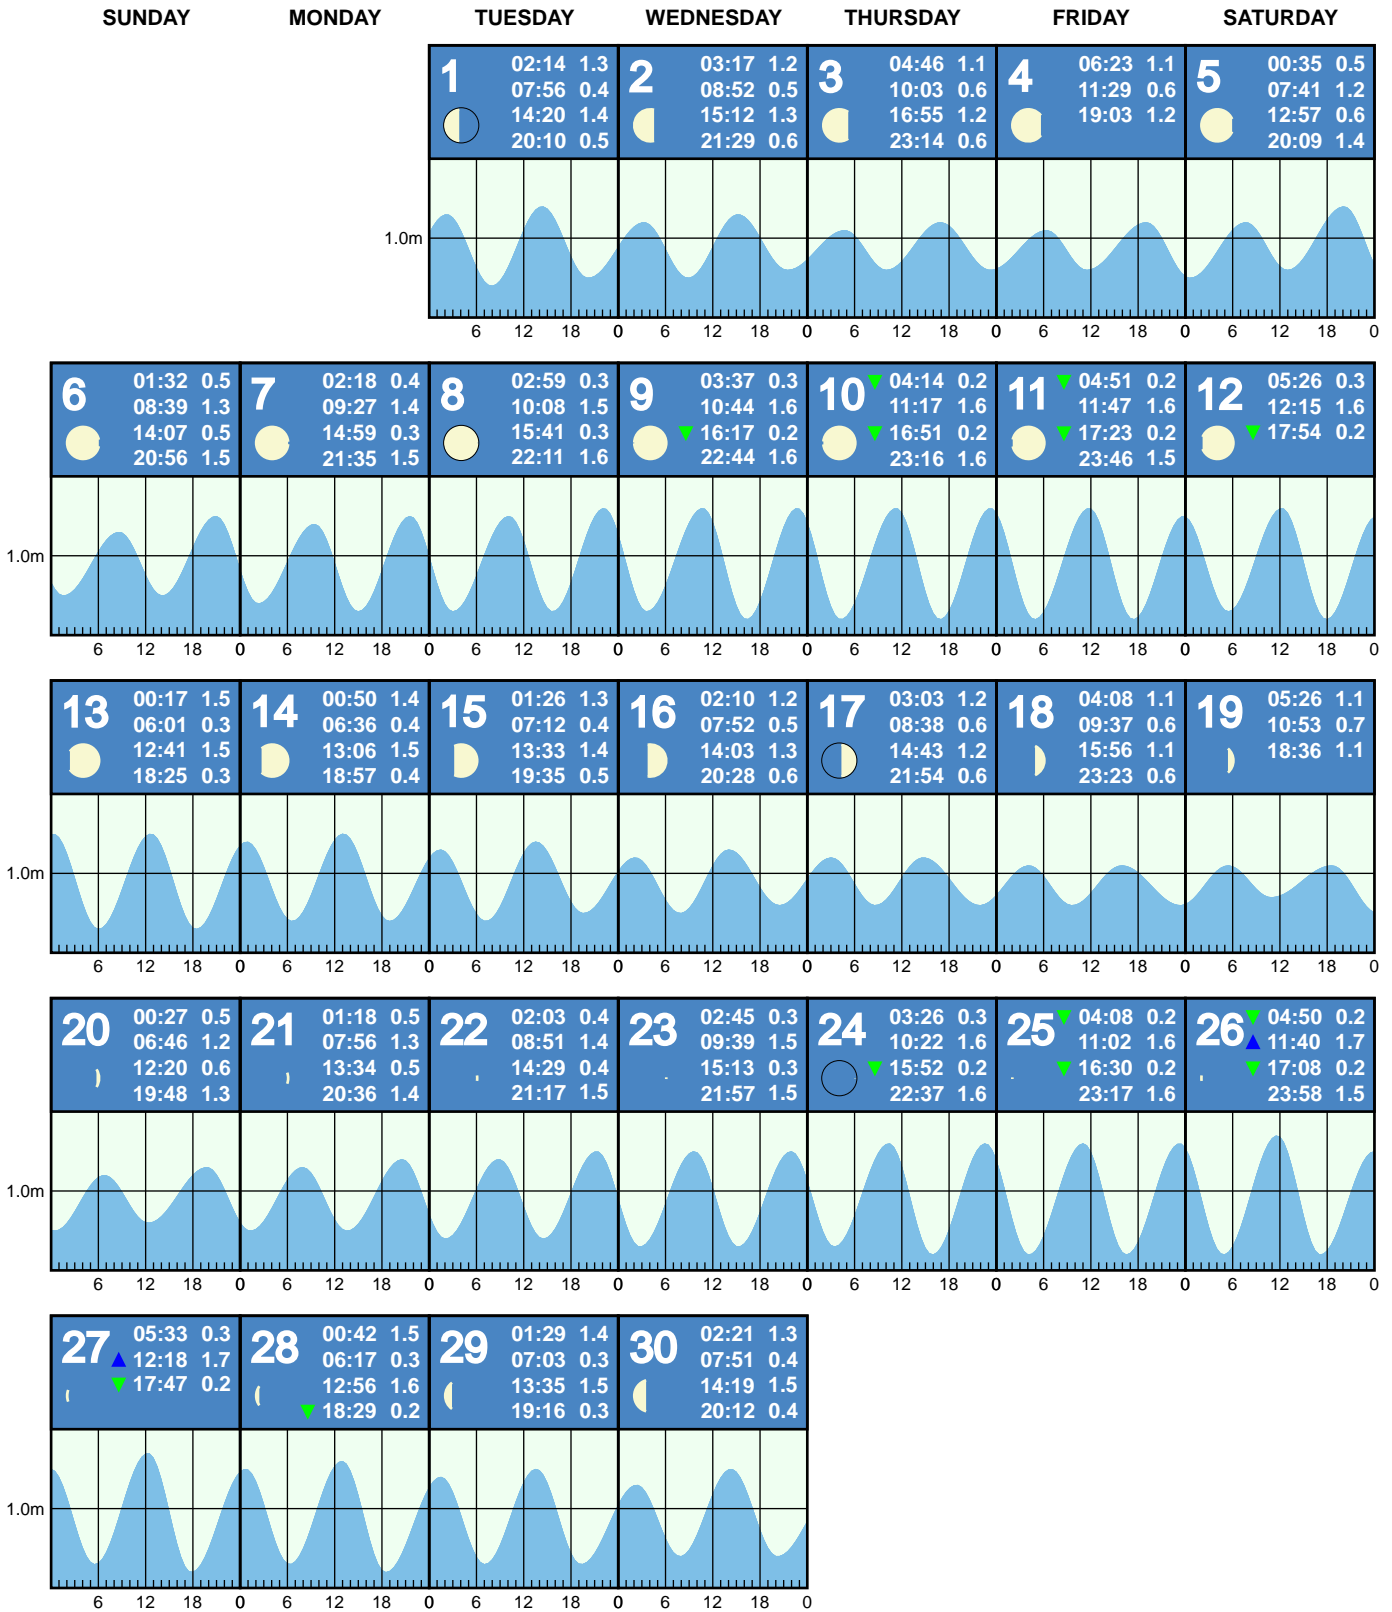 SUNDAY MONDAY TUESDAY WEDNESDAY THURSDAY FRIDAY SATURDAY
1 02:14 1.3
07:56 0.4
14:20 1.4
20:10 0.5
2 03:17 1.2
08:52 0.5
15:12 1.3
21:29 0.6
3 04:46 1.1
10:03 0.6
16:55 1.2
23:14 0.6
4 06:23 1.1
11:29 0.6
19:03 1.2
5 00:35 0.5
07:41 1.2
12:57 0.6
20:09 1.4
1.0m
6 12 18 0 6 12 18 0 6 12 18 0 6 12 18 0 6 12 18 0
6 01:32 0.5
08:39 1.3
14:07 0.5
20:56 1.5
7 02:18 0.4
09:27 1.4
14:59 0.3
21:35 1.5
8 02:59 0.3
10:08 1.5
15:41 0.3
22:11 1.6
9 03:37 0.3
10:44 1.6
16:17 0.2
22:44 1.6
10 04:14 0.2
11:17 1.6
16:51 0.2
23:16 1.6
11 04:51 0.2
11:47 1.6
17:23 0.2
23:46 1.5
12 05:26 0.3
12:15 1.6
17:54 0.2
1.0m
6 12 18 0 6 12 18 0 6 12 18 0 6 12 18 0 6 12 18 0 6 12 18 0 6 12 18 0
13 00:17 1.5
06:01 0.3
12:41 1.5
18:25 0.3
14 00:50 1.4
06:36 0.4
13:06 1.5
18:57 0.4
15 01:26 1.3
07:12 0.4
13:33 1.4
19:35 0.5
16 02:10 1.2
07:52 0.5
14:03 1.3
20:28 0.6
17 03:03 1.2
08:38 0.6
14:43 1.2
21:54 0.6
18 04:08 1.1
09:37 0.6
15:56 1.1
23:23 0.6
19 05:26 1.1
10:53 0.7
18:36 1.1
1.0m
6 12 18 0 6 12 18 0 6 12 18 0 6 12 18 0 6 12 18 0 6 12 18 0 6 12 18 0
20 00:27 0.5
06:46 1.2
12:20 0.6
19:48 1.3
21 01:18 0.5
07:56 1.3
13:34 0.5
20:36 1.4
22 02:03 0.4
08:51 1.4
14:29 0.4
21:17 1.5
23 02:45 0.3
09:39 1.5
15:13 0.3
21:57 1.5
24 03:26 0.3
10:22 1.6
15:52 0.2
22:37 1.6
25 04:08 0.2
11:02 1.6
16:30 0.2
23:17 1.6
26 04:50 0.2
11:40 1.7
17:08 0.2
23:58 1.5
1.0m
6 12 18 0 6 12 18 0 6 12 18 0 6 12 18 0 6 12 18 0 6 12 18 0 6 12 18 0
27 05:33 0.3
12:18 1.7
17:47 0.2
28 00:42 1.5
06:17 0.3
12:56 1.6
18:29 0.2
29 01:29 1.4
07:03 0.3
13:35 1.5
19:16 0.3
30 02:21 1.3
07:51 0.4
14:19 1.5
20:12 0.4
1.0m
6 12 18 0 6 12 18 0 6 12 18 0 6 12 18 0